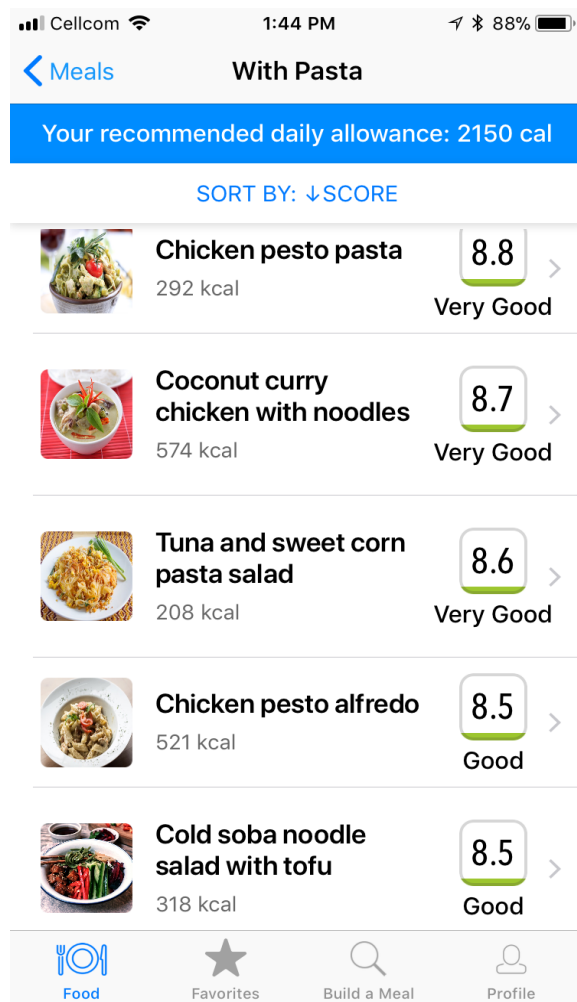 Cellcom 1:44 PM 88%
Meals With Pasta
Your recommended daily allowance: 2150 cal
SORT BY: ↓SCORE
Chicken pesto pasta
292 kcal
8.8
Very Good
Coconut curry
chicken with noodles
574 kcal
8.7
Very Good
Tuna and sweet corn
pasta salad
208 kcal
8.6
Very Good
Chicken pesto alfredo
521 kcal
8.5
Good
Cold soba noodle
salad with tofu
318 kcal
8.5
Good
Food Favorites Build a Meal Profile